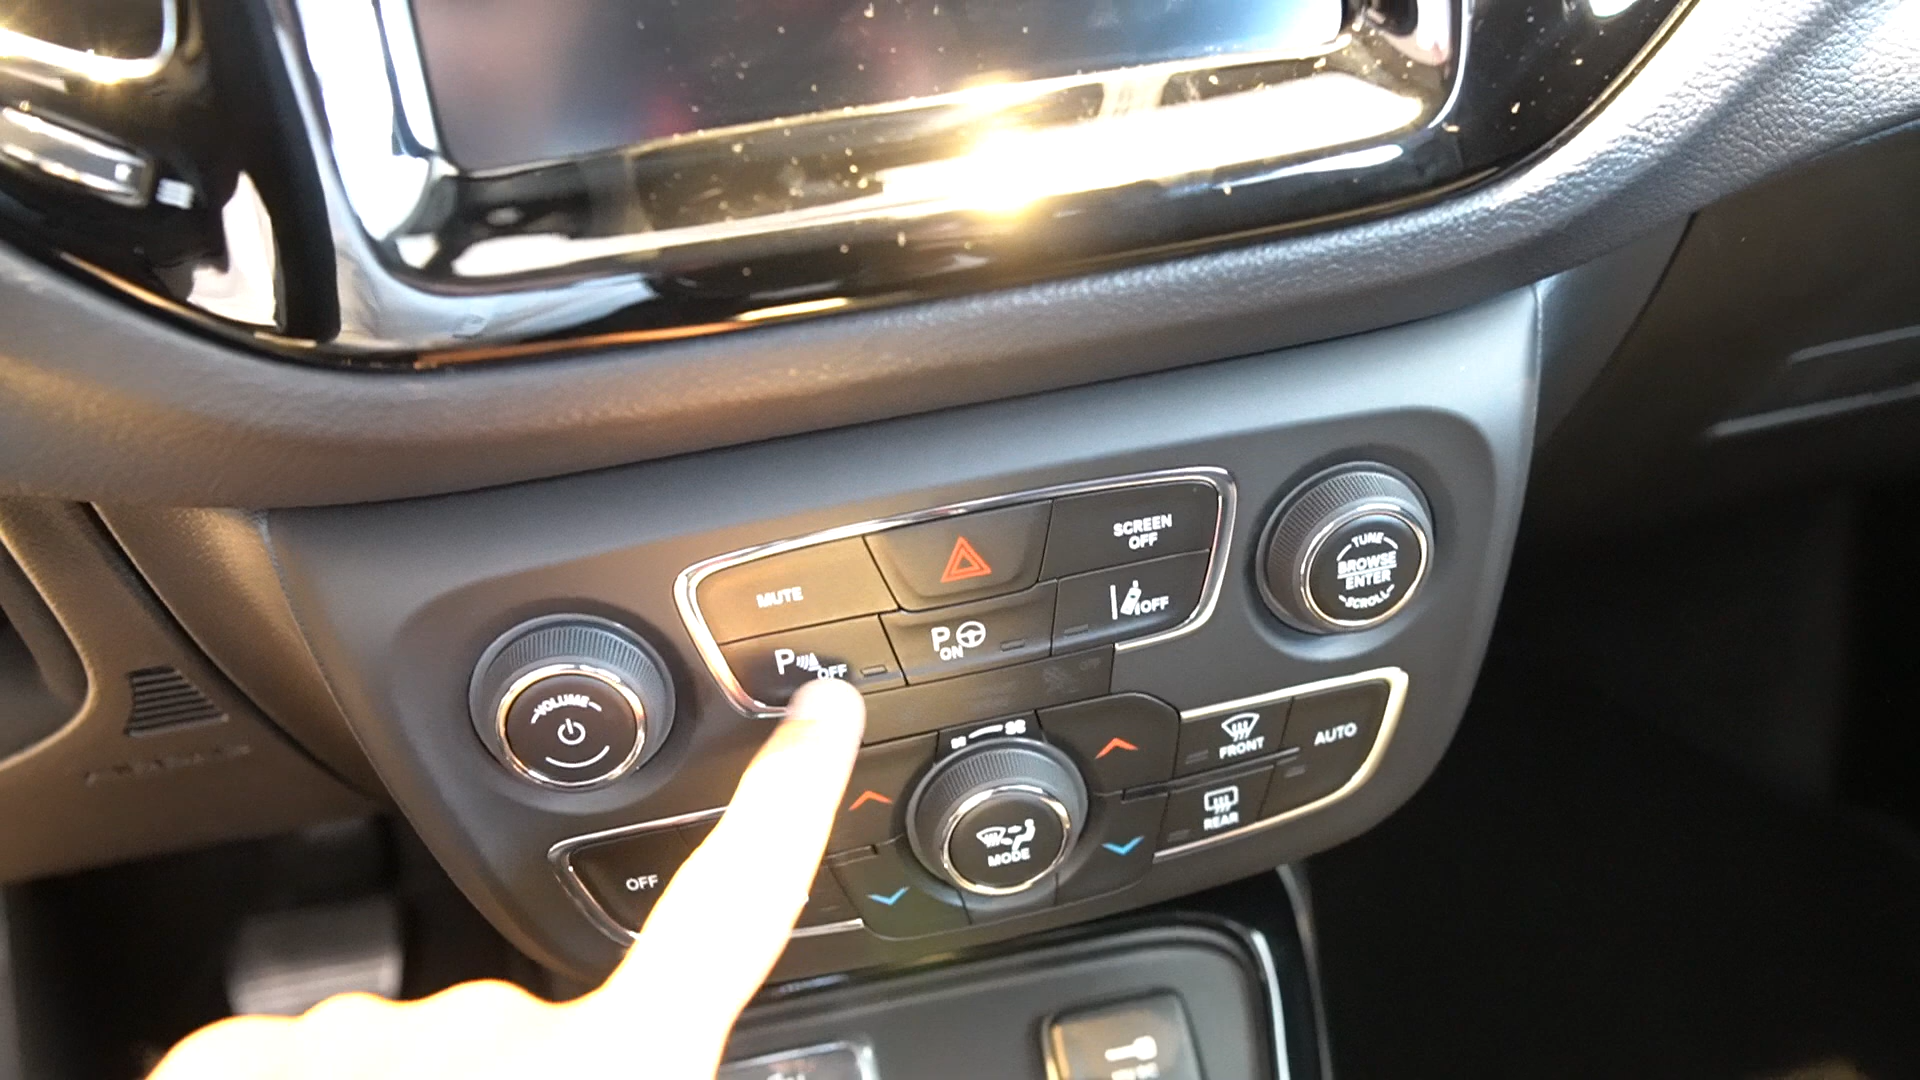 SCREEN
OFF
MUTE
P OFF
P
ON
OFF
TUNE
BROWSE
ENTER
SCROLL
VOLUME
FRONT
AUTO
REAR
MODE
OFF